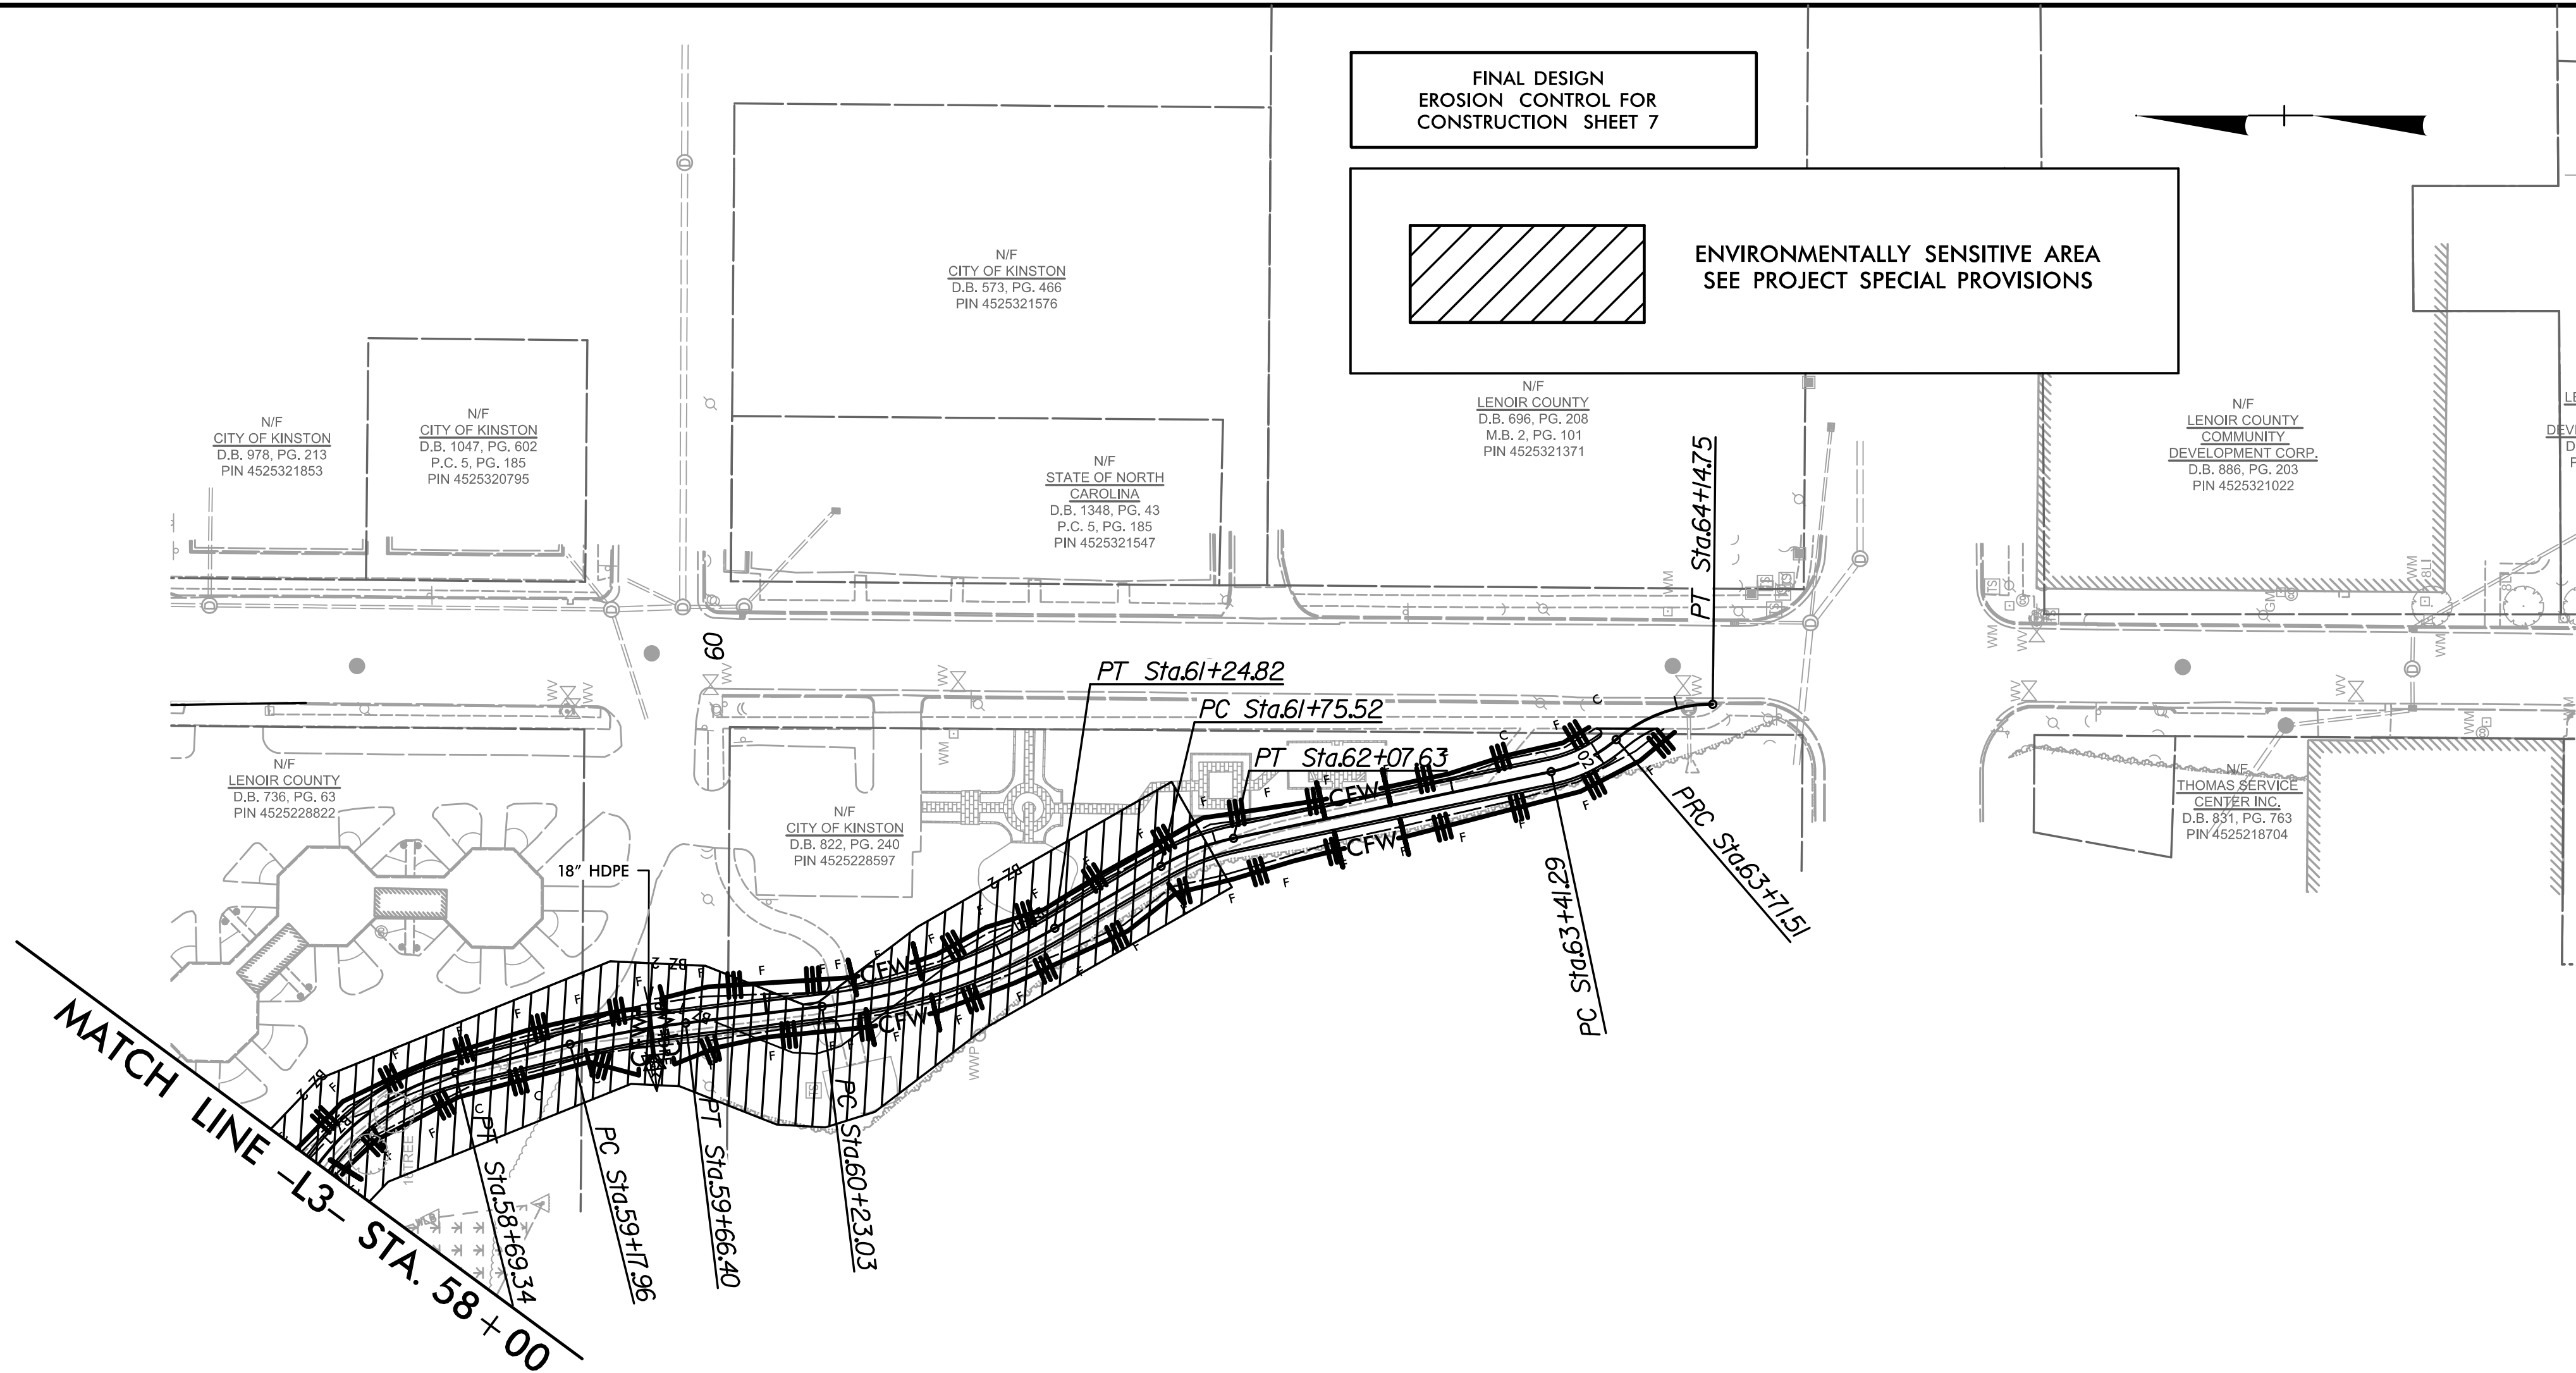 FINAL DESIGN
EROSION CONTROL FOR
CONSTRUCTION SHEET 7
ENVIRONMENTALLY SENSITIVE AREA
SEE PROJECT SPECIAL PROVISIONS
N/F
CITY OF KINSTON
D.B. 573, PG. 466
PIN 4525321576
N/F
CITY OF KINSTON
D.B. 978, PG. 213
PIN 4525321853
N/F
CITY OF KINSTON
D.B. 1047, PG. 602
P.C. 5, PG. 185
PIN 4525320795
N/F
STATE OF NORTH
CAROLINA
D.B. 1348, PG. 43
P.C. 5, PG. 185
PIN 4525321547
N/F
LENOIR COUNTY
D.B. 696, PG. 208
M.B. 2, PG. 101
PIN 4525321371
N/F
LENOIR COUNTY
COMMUNITY
DEVELOPMENT CORP.
D.B. 886, PG. 203
PIN 4525321022
PT Sta.64+14.75
60
PT Sta.61+24.82
PC Sta.61+75.52
PT Sta.62+07.63
N/F
LENOIR COUNTY
D.B. 736, PG. 63
PIN 4525228822
N/F
CITY OF KINSTON
D.B. 822, PG. 240
PIN 4525228597
N/F
THOMAS SERVICE
CENTER INC.
D.B. 831, PG. 763
PIN 4525218704
18" HDPE
CFW
CFW
CFW
CFW
BZ 2
BZ 2
BZ 2
PRC Sta.63+71.51
PC Sta.63+41.29
WWP
PC Sta.60+23.03
PT Sta.59+66.40
PC Sta.59+17.96
PT Sta.58+69.34
WLB
MATCH LINE -L3- STA. 58+00